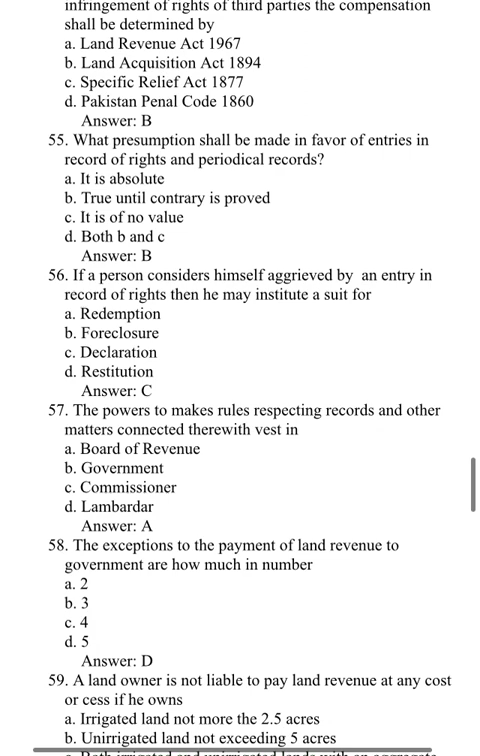 infringement of rights of third parties the compensation
shall be determined by
a. Land Revenue Act 1967
b. Land Acquisition Act 1894
c. Specific Relief Act 1877
d. Pakistan Penal Code 1860
Answer: B
55. What presumption shall be made in favor of entries in
record of rights and periodical records?
a. It is absolute
b. True until contrary is proved
c. It is of no value
d. Both b and c
Answer: B
56. If a person considers himself aggrieved by an entry in
record of rights then he may institute a suit for
a. Redemption
b. Foreclosure
c. Declaration
d. Restitution
Answer: C
57. The powers to makes rules respecting records and other
matters connected therewith vest in
a. Board of Revenue
b. Government
c. Commissioner
d. Lambardar
Answer: A
58. The exceptions to the payment of land revenue to
government are how much in number
a. 2
b. 3
c. 4
d. 5
Answer: D
59. A land owner is not liable to pay land revenue at any cost
or cess if he owns
a. Irrigated land not more the 2.5 acres
b. Unirrigated land not exceeding 5 acres